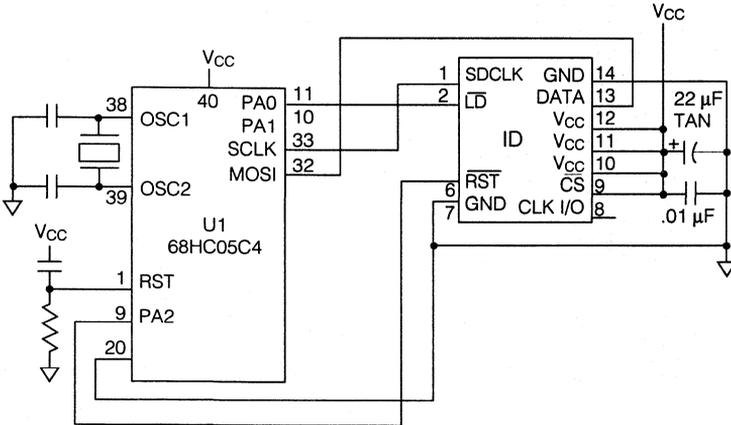 VCC
VCC
40
38
OSC1
39
OSC2
PA0
11
PA1
10
SCLK
33
MOSI
32
U1
68HC05C4
VCC
1
RST
9
PA2
20
1
SDCLK
2
LD
ID
RST
6
GND
7
GND
14
DATA
13
VCC
12
VCC
11
VCC
10
CS
9
CLK I/O
8
22 µF
TAN
+
.01 µF